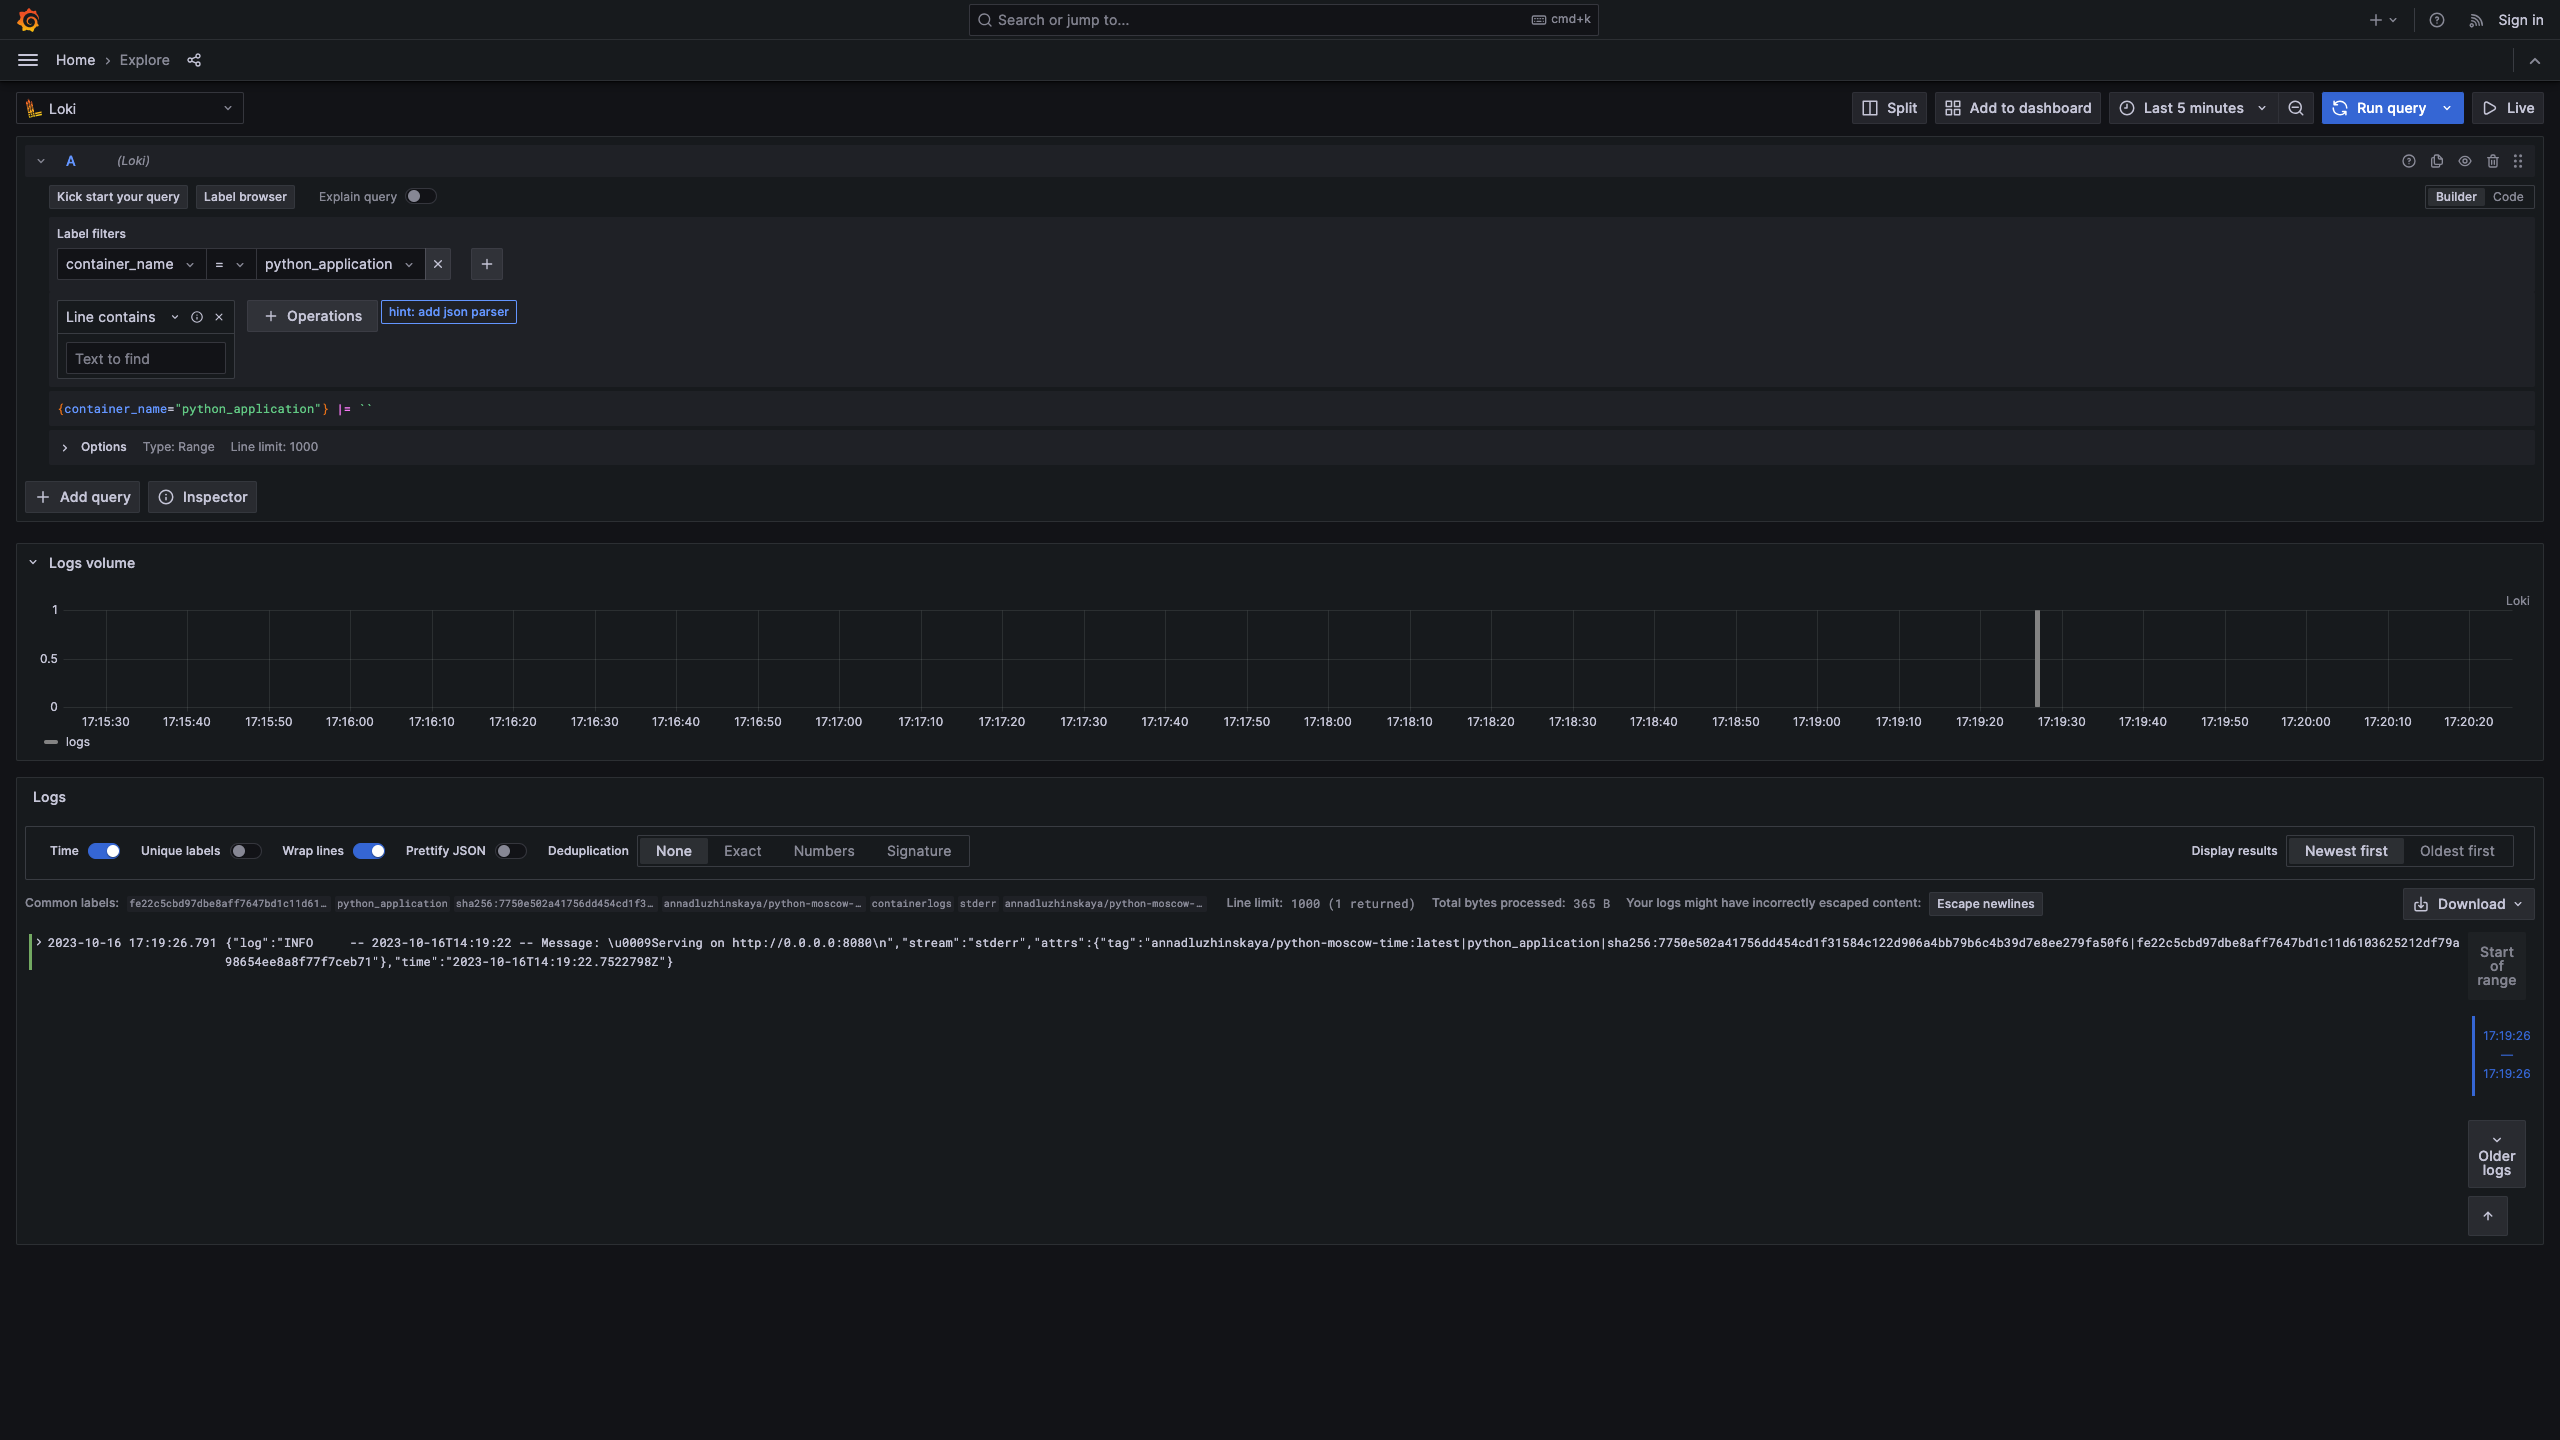 Search or jump to...
cmd+k
Sign in
Home › Explore
Loki
Split
Add to dashboard
Last 5 minutes
Run query
Live
A (Loki)
Kick start your query
Label browser
Explain query
Builder Code
Label filters
container_name = python_application
Line contains
Operations
hint: add json parser
Text to find
{container_name="python_application"} |= ``
Options Type: Range Line limit: 1000
Add query
Inspector
Logs volume
Loki
1
0.5
0
17:15:30 17:15:40 17:15:50 17:16:00 17:16:10 17:16:20 17:16:30 17:16:40 17:16:50 17:17:00 17:17:10 17:17:20 17:17:30 17:17:40 17:17:50 17:18:00 17:18:10 17:18:20 17:18:30 17:18:40 17:18:50 17:19:00 17:19:10 17:19:20 17:19:30 17:19:40 17:19:50 17:20:00 17:20:10 17:20:20
logs
Logs
Time Unique labels Wrap lines Prettify JSON Deduplication None Exact Numbers Signature Display results Newest first Oldest first
Common labels: fe22c5cbd97dbe8aff7647bd1c11d61… python_application sha256:7750e502a41756dd454cd1f3… annadluzhinskaya/python-moscow-… containerlogs stderr annadluzhinskaya/python-moscow-… Line limit: 1000 (1 returned) Total bytes processed: 365 B Your logs might have incorrectly escaped content: Escape newlines Download
2023-10-16 17:19:26.791 {"log":"INFO     -- 2023-10-16T14:19:22 -- Message: \u0009Serving on http://0.0.0.0:8080\n","stream":"stderr","attrs":{"tag":"annadluzhinskaya/python-moscow-time:latest|python_application|sha256:7750e502a41756dd454cd1f31584c122d906a4bb79b6c4b39d7e8ee279fa50f6|fe22c5cbd97dbe8aff7647bd1c11d6103625212df79a
98654ee8a8f77f7ceb71"},"time":"2023-10-16T14:19:22.7522798Z"}
Start
of
range
17:19:26
—
17:19:26
Older
logs